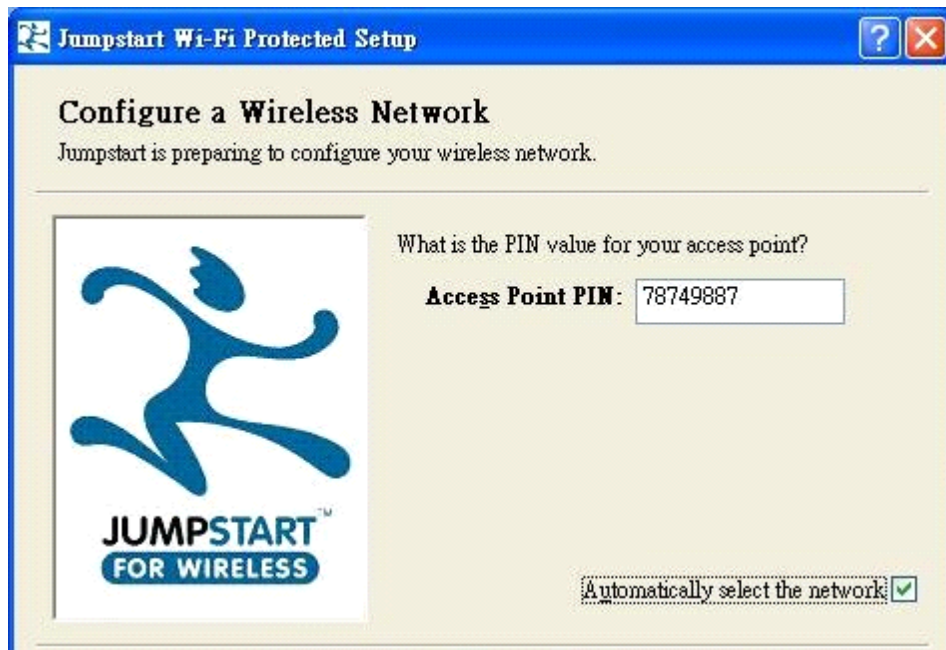 Jumpstart Wi-Fi Protected Setup
Configure a Wireless Network
Jumpstart is preparing to configure your wireless network.
What is the PIN value for your access point?
Access Point PIN: 78749887
JUMPSTART™
FOR WIRELESS
Automatically select the network